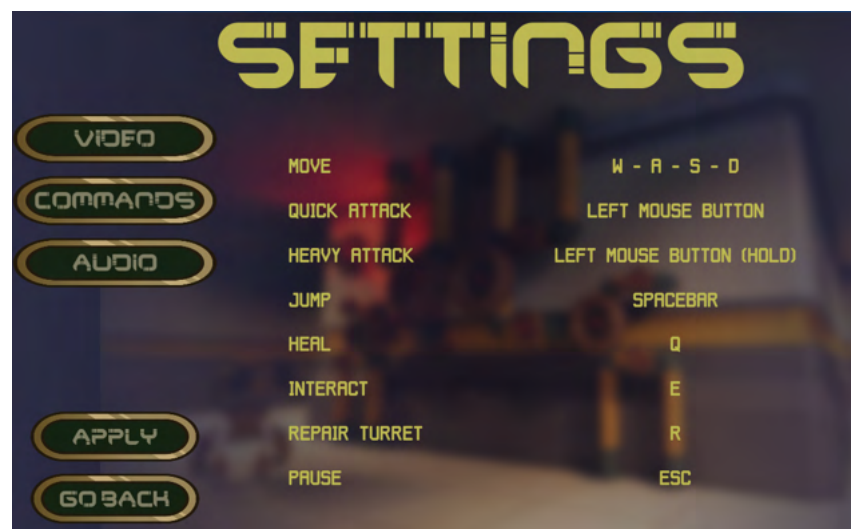 SETTINGS
VIDEO
COMMANDS
AUDIO
APPLY
GO BACK
MOVE W - A - S - D
QUICK ATTACK LEFT MOUSE BUTTON
HEAVY ATTACK LEFT MOUSE BUTTON (HOLD)
JUMP SPACEBAR
HEAL Q
INTERACT E
REPAIR TURRET R
PAUSE ESC